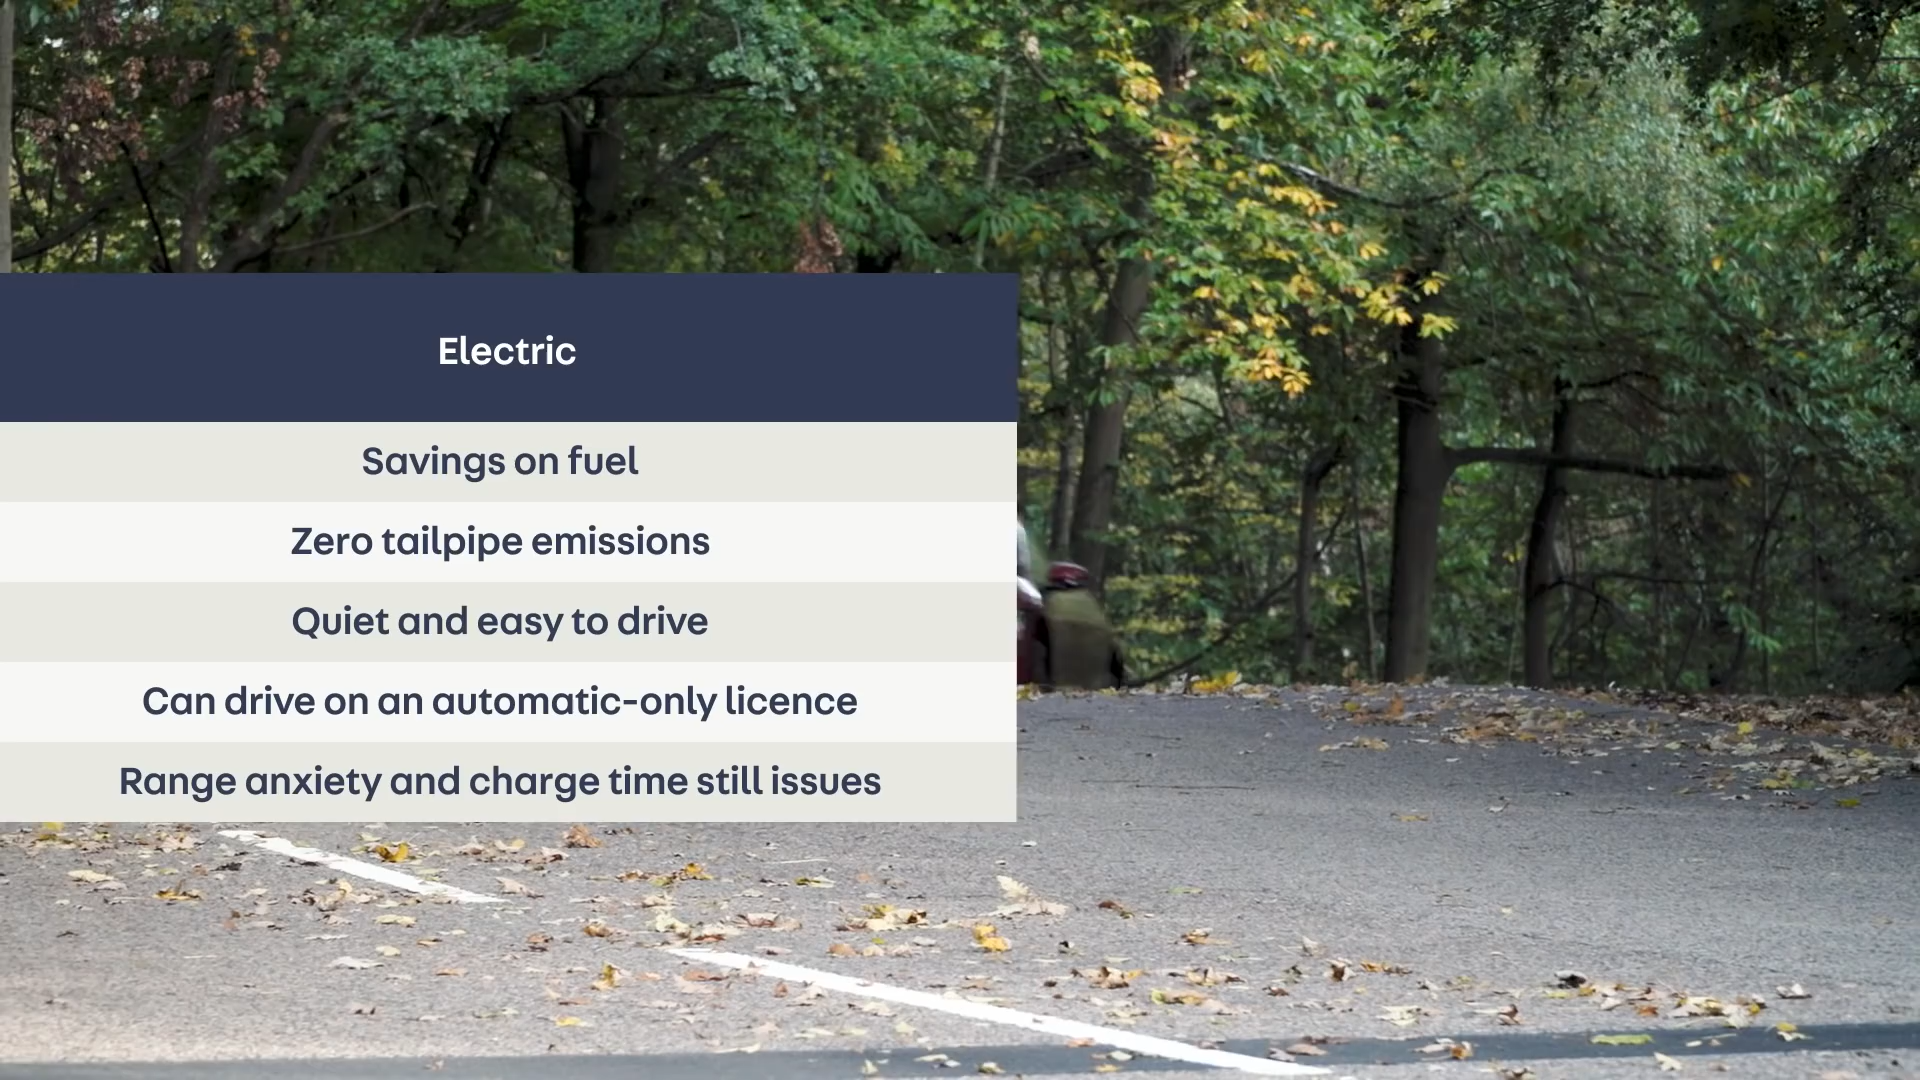 Electric
Savings on fuel
Zero tailpipe emissions
Quiet and easy to drive
Can drive on an automatic-only licence
Range anxiety and charge time still issues